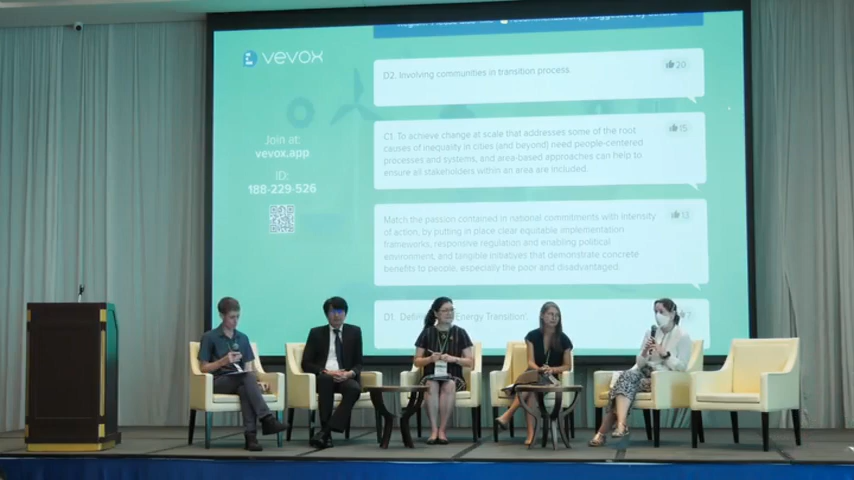 vevox
Join at:
vevox.app
ID:
188-229-526
D2. Involving communities in transition process.
20
C1. To achieve change at scale that addresses some of the root
causes of inequality in cities (and beyond) need people-centered
processes and systems, and area-based approaches can help to
ensure all stakeholders within an area are included.
15
Match the passion contained in national commitments with intensity
of action, by putting in place clear equitable implementation
frameworks, responsive regulation and enabling political
environment, and tangible initiatives that demonstrate concrete
benefits to people, especially the poor and disadvantaged.
13
D1.
Energy Transition'.